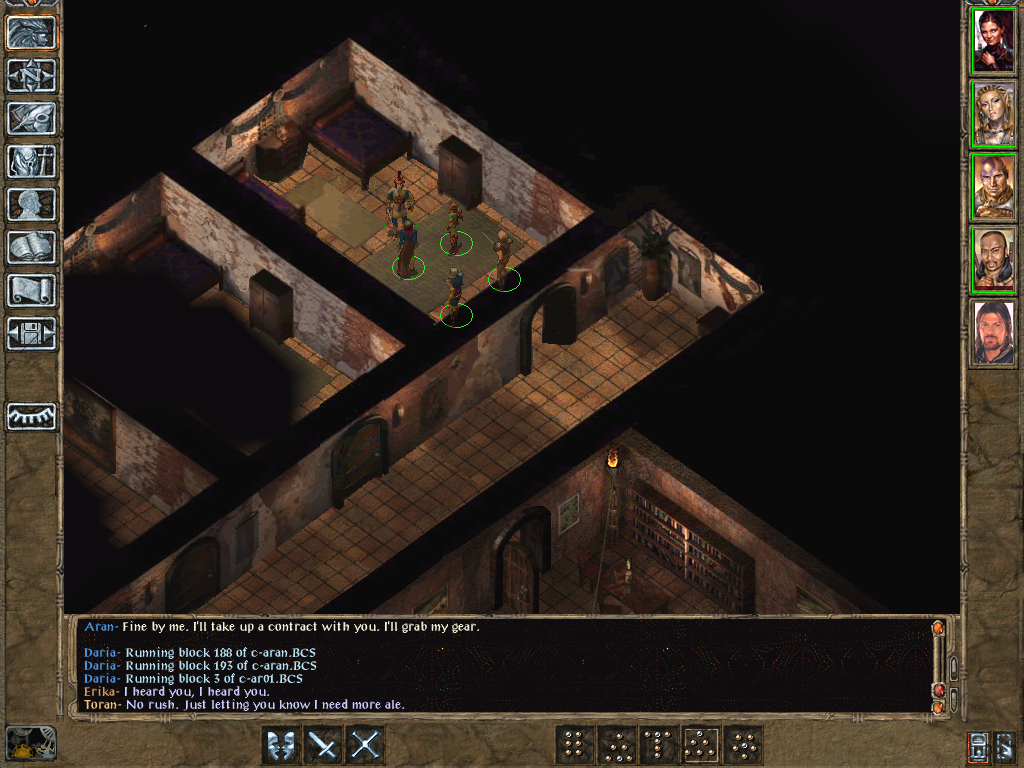 Aran- Fine by me. I'll take up a contract with you. I'll grab my gear.
Daria- Running block 188 of c-aran.BCS
Daria- Running block 193 of c-aran.BCS
Daria- Running block 3 of c-ar01.BCS
Erika- I heard you, I heard you.
Toran- No rush. Just letting you know I need more ale.